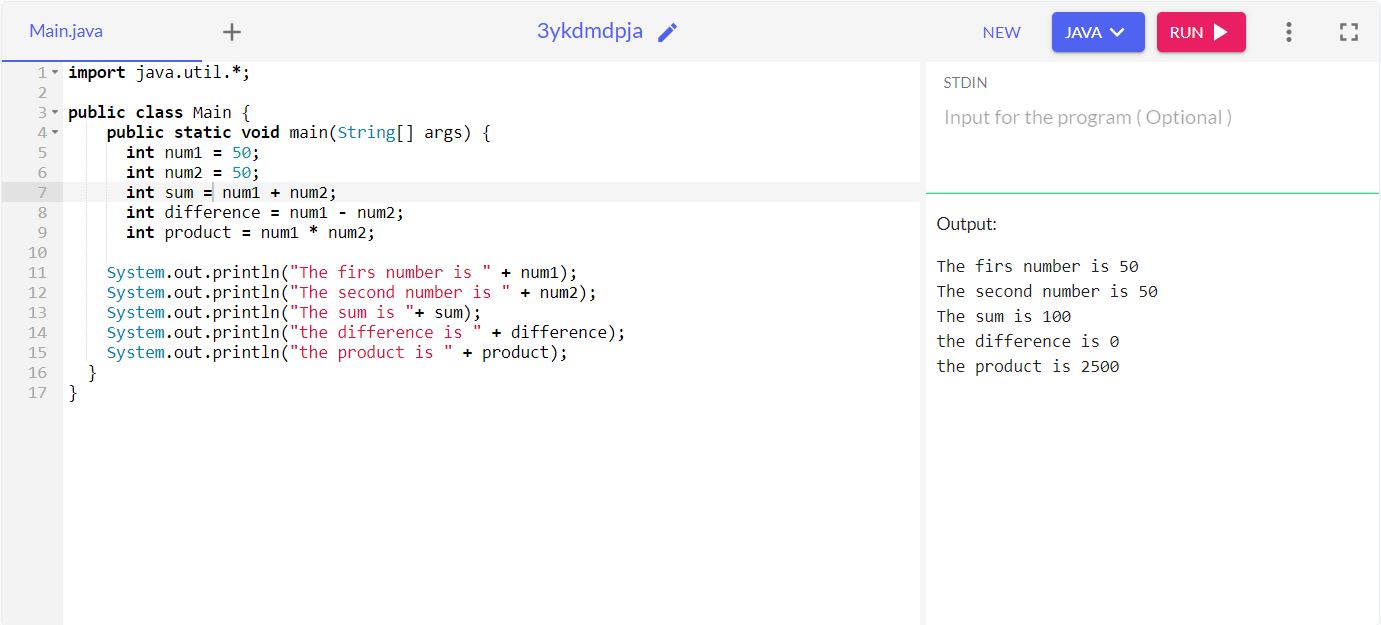 Main.java
+
3ykdmdpja
NEW
JAVA
RUN
1 import java.util.*;
2
3 public class Main {
4 public static void main(String[] args) {
5 int num1 = 50;
6 int num2 = 50;
7 int sum = num1 + num2;
8 int difference = num1 - num2;
9 int product = num1 * num2;
10
11 System.out.println("The firs number is " + num1);
12 System.out.println("The second number is " + num2);
13 System.out.println("The sum is "+ sum);
14 System.out.println("the difference is " + difference);
15 System.out.println("the product is " + product);
16 }
17 }
STDIN
Input for the program ( Optional )
Output:
The firs number is 50
The second number is 50
The sum is 100
the difference is 0
the product is 2500